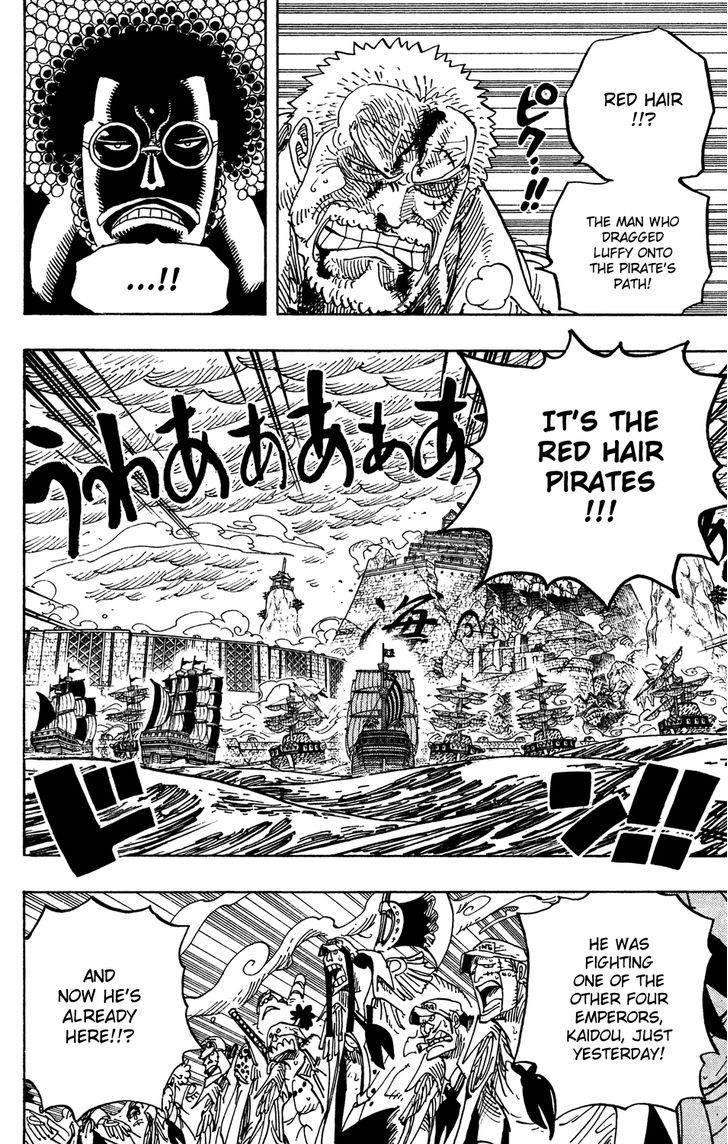 RED HAIR
!!?
THE MAN WHO
DRAGGED
LUFFY ONTO
THE PIRATE'S
PATH!
ピク…!!
...!!
IT'S THE
RED HAIR
PIRATES
!!!
うわあぁあぁあ
海
ドン!!
HE WAS
FIGHTING
ONE OF THE
OTHER FOUR
EMPERORS,
KAIDOU, JUST
YESTERDAY!
AND
NOW HE'S
ALREADY
HERE!!?